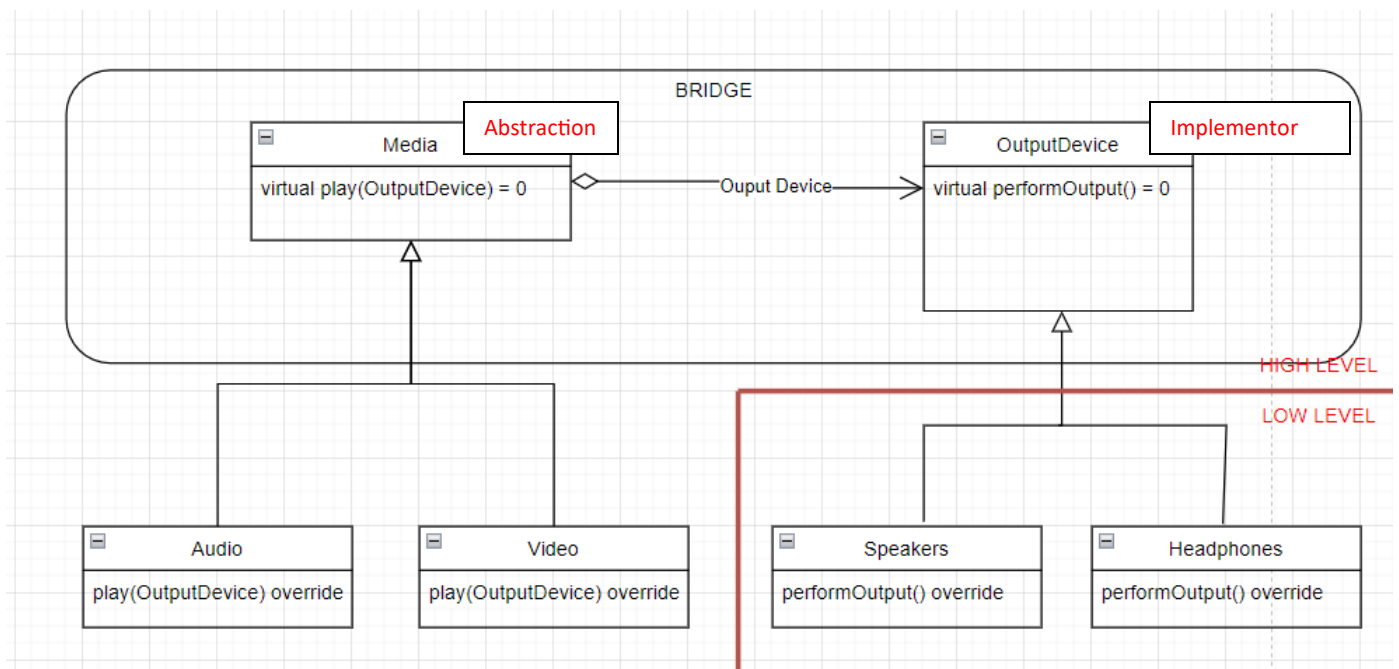 BRIDGE
Abstraction
Implementor
Media
OutputDevice
virtual play(OutputDevice) = 0
Ouput Device
virtual performOutput() = 0
HIGH LEVEL
LOW LEVEL
Audio
Video
Speakers
Headphones
play(OutputDevice) override
play(OutputDevice) override
performOutput() override
performOutput() override